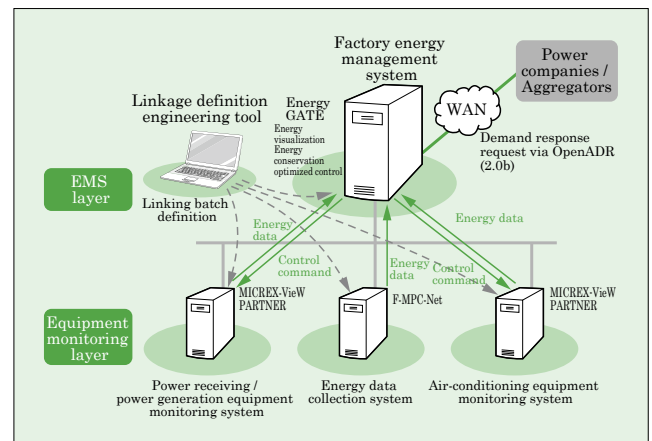 Factory energy
management
system
Power
companies /
Aggregators
WAN
Linkage definition
engineering tool
Energy
GATE
Energy
visualization
Energy
conservation
optimized control
Demand response
request via OpenADR
(2.0b)
EMS
layer
Linking batch
definition
Energy
data
Control
command
Energy
data
Energy data
Control
command
MICREX-VieW
PARTNER
F-MPC-Net
MICREX-VieW
PARTNER
Equipment
monitoring
layer
Power receiving /
power generation equipment
monitoring system
Energy data
collection system
Air-conditioning equipment
monitoring system